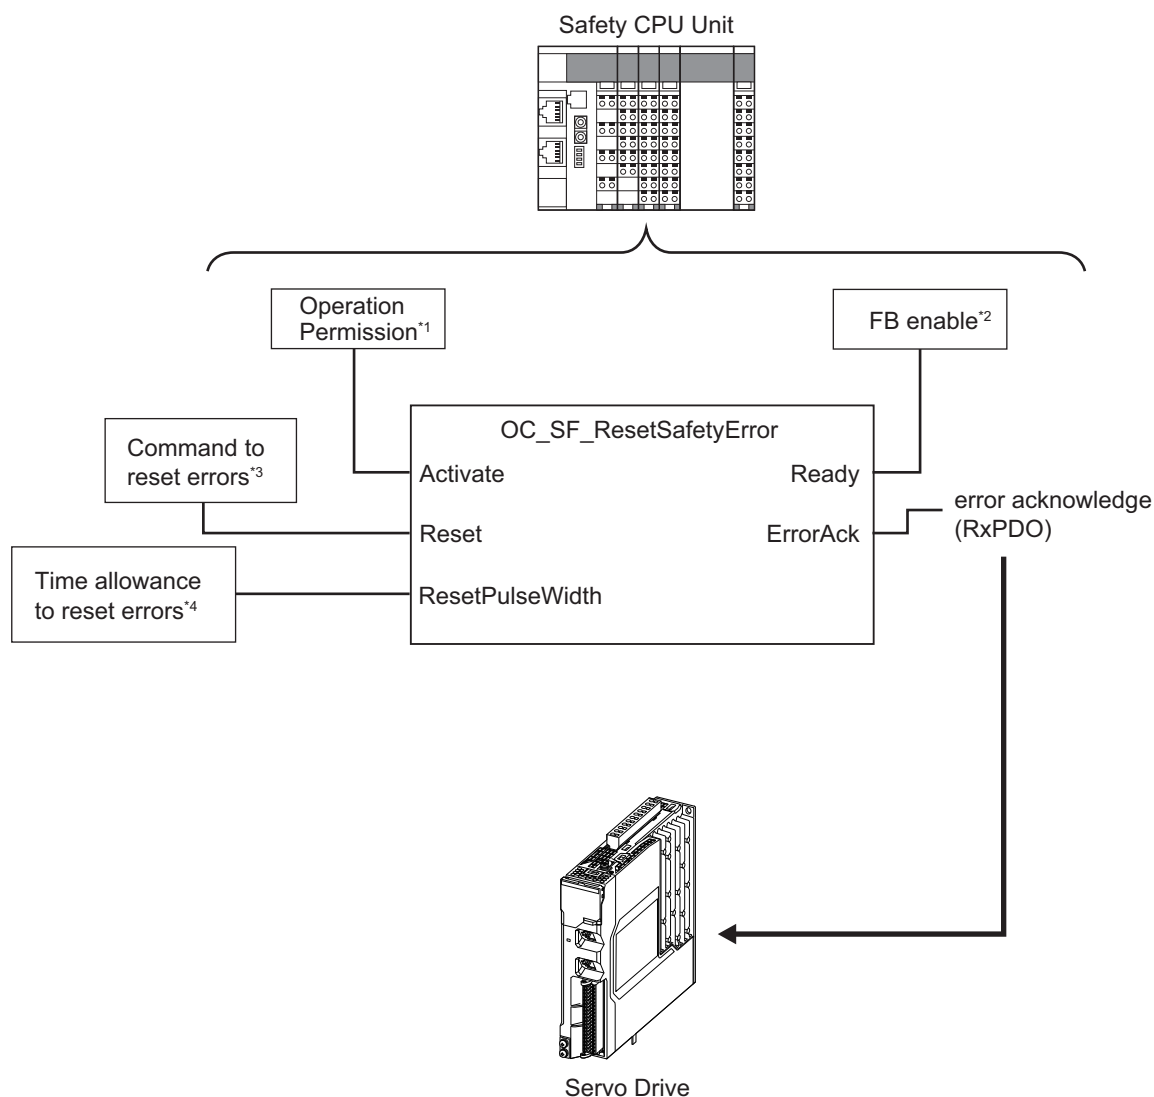 Safety CPU Unit
Operation
Permission*1
FB enable*2
OC_SF_ResetSafetyError
Command to
reset errors*3
Activate
Ready
error acknowledge
(RxPDO)
Reset
ErrorAck
Time allowance
to reset errors*4
ResetPulseWidth
Servo Drive